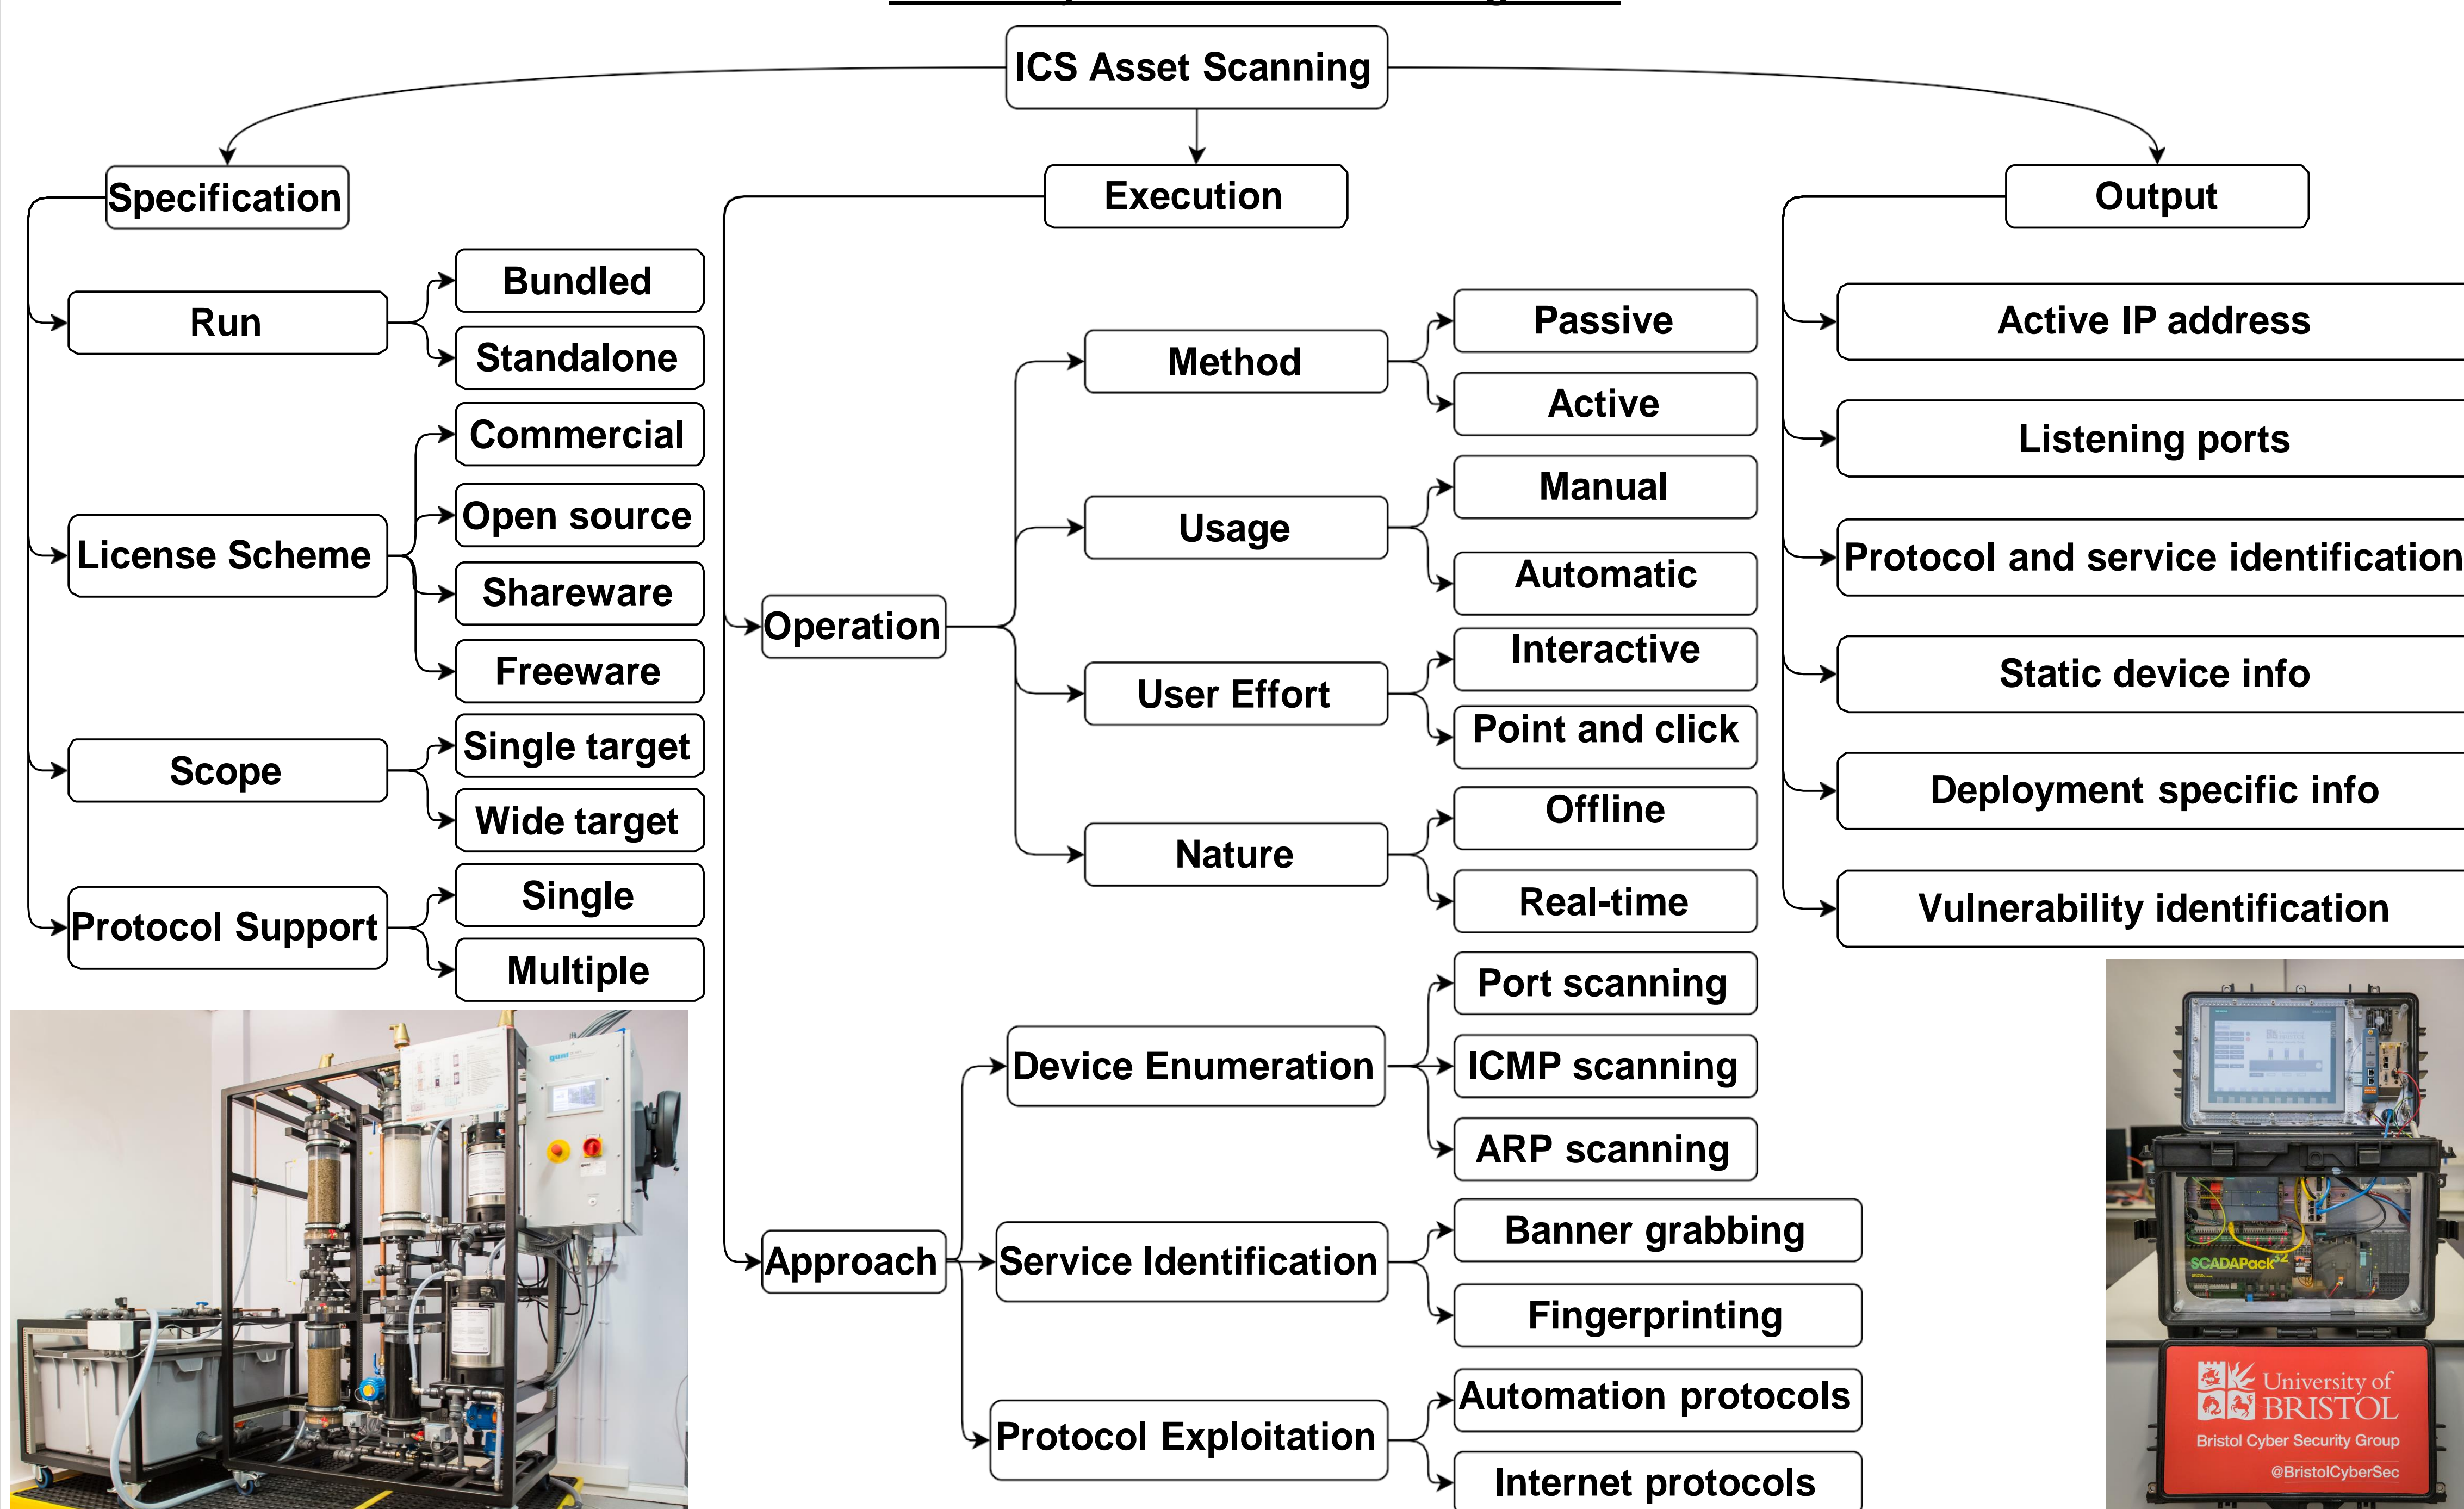 ICS Asset Scanning
Specification
Execution
Output
Run
Bundled
Standalone
License Scheme
Commercial
Open source
Shareware
Freeware
Scope
Single target
Wide target
Protocol Support
Single
Multiple
Operation
Method
Passive
Active
Usage
Manual
Automatic
User Effort
Interactive
Point and click
Nature
Offline
Real-time
Approach
Device Enumeration
Port scanning
ICMP scanning
ARP scanning
Service Identification
Banner grabbing
Fingerprinting
Protocol Exploitation
Automation protocols
Internet protocols
Active IP address
Listening ports
Protocol and service identification
Static device info
Deployment specific info
Vulnerability identification
SCADAPack32
University of
BRISTOL
Bristol Cyber Security Group
@BristolCyberSec